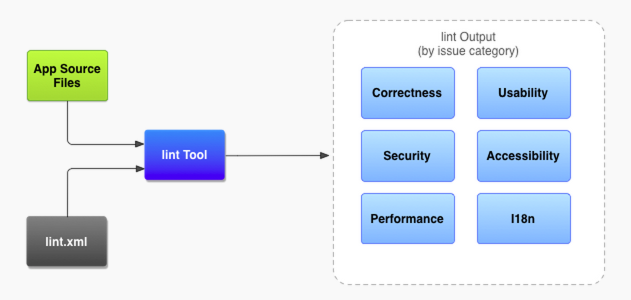 App Source
Files
lint.xml
lint Tool
lint Output
(by issue category)
Correctness
Usability
Security
Accessibility
Performance
I18n